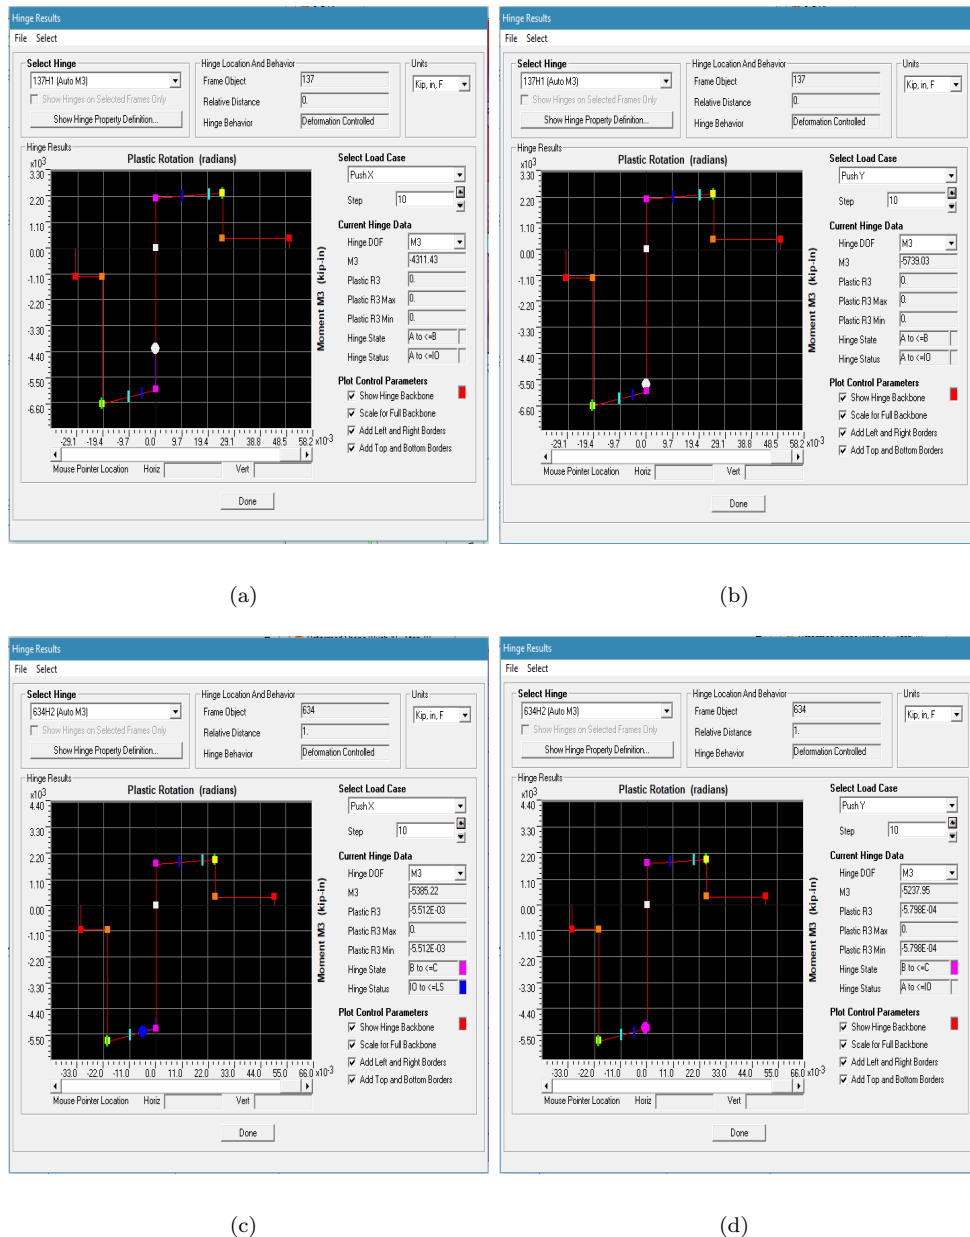 Hinge Results
File Select
Select Hinge
137H1 (Auto M3)
Show Hinges on Selected Frames Only
Show Hinge Property Definition...
Hinge Location And Behavior
Frame Object 137
Relative Distance 0.
Hinge Behavior Deformation Controlled
Units
Kip, in, F
Hinge Results
Plastic Rotation (radians)
x10^3
3.30
2.20
1.10
0.00
-1.10
-2.20
-3.30
-4.40
-5.50
-6.60
-29.1 -19.4 -9.7 0.0 9.7 19.4 29.1 38.8 48.5 58.2 x10^-3
Moment M3 (kip-in)
Mouse Pointer Location Horiz Vert
Select Load Case
Push X
Step 10
Current Hinge Data
Hinge DOF M3
M3 -4311.43
Plastic R3 0.
Plastic R3 Max 0.
Plastic R3 Min 0.
Hinge State A to <=B
Hinge Status A to <=IO
Plot Control Parameters
Show Hinge Backbone
Scale for Full Backbone
Add Left and Right Borders
Add Top and Bottom Borders
Done
(a)
Hinge Results
File Select
Select Hinge
137H1 (Auto M3)
Show Hinges on Selected Frames Only
Show Hinge Property Definition...
Hinge Location And Behavior
Frame Object 137
Relative Distance 0.
Hinge Behavior Deformation Controlled
Units
Kip, in, F
Hinge Results
Plastic Rotation (radians)
x10^3
3.30
2.20
1.10
0.00
-1.10
-2.20
-3.30
-4.40
-5.50
-6.60
-29.1 -19.4 -9.7 0.0 9.7 19.4 29.1 38.8 48.5 58.2 x10^-3
Moment M3 (kip-in)
Mouse Pointer Location Horiz Vert
Select Load Case
Push Y
Step 10
Current Hinge Data
Hinge DOF M3
M3 -5739.03
Plastic R3 0.
Plastic R3 Max 0.
Plastic R3 Min 0.
Hinge State A to <=B
Hinge Status A to <=IO
Plot Control Parameters
Show Hinge Backbone
Scale for Full Backbone
Add Left and Right Borders
Add Top and Bottom Borders
Done
(b)
Hinge Results
File Select
Select Hinge
634H2 (Auto M3)
Show Hinges on Selected Frames Only
Show Hinge Property Definition...
Hinge Location And Behavior
Frame Object 634
Relative Distance 1.
Hinge Behavior Deformation Controlled
Units
Kip, in, F
Hinge Results
Plastic Rotation (radians)
x10^3
4.40
3.30
2.20
1.10
0.00
-1.10
-2.20
-3.30
-4.40
-5.50
-33.0 -22.0 -11.0 0.0 11.0 22.0 33.0 44.0 55.0 66.0 x10^-3
Moment M3 (kip-in)
Mouse Pointer Location Horiz Vert
Select Load Case
Push X
Step 10
Current Hinge Data
Hinge DOF M3
M3 -5385.22
Plastic R3 -5.512E-03
Plastic R3 Max 0.
Plastic R3 Min -5.512E-03
Hinge State B to <=C
Hinge Status IO to <=LS
Plot Control Parameters
Show Hinge Backbone
Scale for Full Backbone
Add Left and Right Borders
Add Top and Bottom Borders
Done
(c)
Hinge Results
File Select
Select Hinge
634H2 (Auto M3)
Show Hinges on Selected Frames Only
Show Hinge Property Definition...
Hinge Location And Behavior
Frame Object 634
Relative Distance 1.
Hinge Behavior Deformation Controlled
Units
Kip, in, F
Hinge Results
Plastic Rotation (radians)
x10^3
4.40
3.30
2.20
1.10
0.00
-1.10
-2.20
-3.30
-4.40
-5.50
-33.0 -22.0 -11.0 0.0 11.0 22.0 33.0 44.0 55.0 66.0 x10^-3
Moment M3 (kip-in)
Mouse Pointer Location Horiz Vert
Select Load Case
Push Y
Step 10
Current Hinge Data
Hinge DOF M3
M3 -5237.95
Plastic R3 -5.798E-04
Plastic R3 Max 0.
Plastic R3 Min -5.798E-04
Hinge State B to <=C
Hinge Status A to <=IO
Plot Control Parameters
Show Hinge Backbone
Scale for Full Backbone
Add Left and Right Borders
Add Top and Bottom Borders
Done
(d)